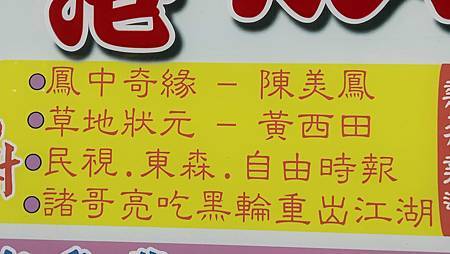 鳳中奇緣 - 陳美鳳
草地狀元 - 黃西田
民視.東森.自由時報
諸哥亮吃黑輪重出江湖